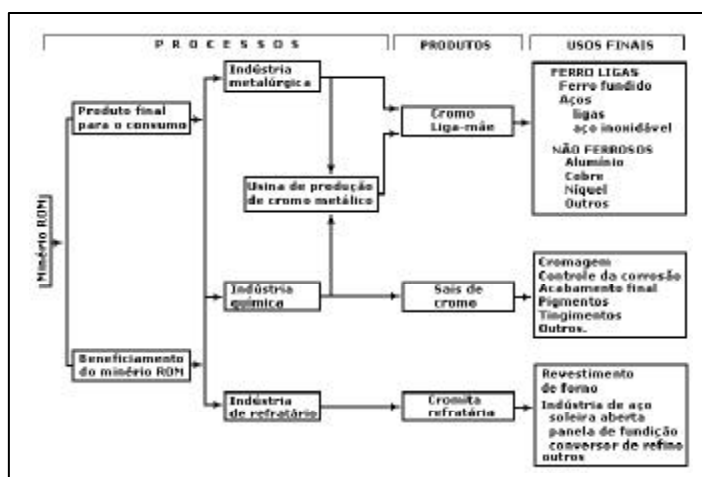 PROCESSOS
PRODUTOS
USOS FINAIS
Minério ROM
Produto final
para o consumo
Beneficiamento
do minério ROM
Indústria
metalúrgica
Usina de produção
de cromo metálico
Indústria
química
Indústria
de refratário
Cromo
Liga-mãe
Sais de
cromo
Cromita
refratária
FERRO LIGAS
Ferro fundido
Aços
ligas
aço inoxidável
NÃO FERROSOS
Alumínio
Cobre
Níquel
Outros
Cromagem
Controle da corrosão
Acabamento final
Pigmentos
Tingimentos
Outros.
Revestimento
de forno
Indústria de aço
soleira aberta
panela de fundição
conversor de refino
outros